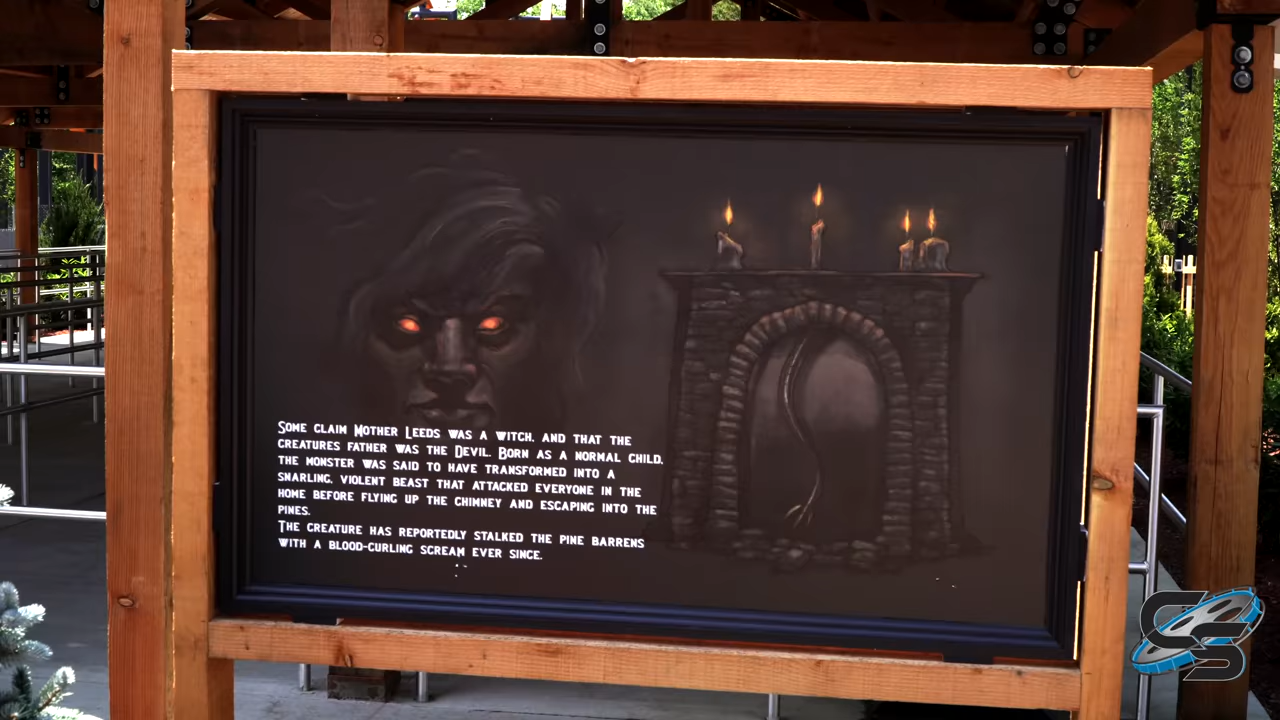 Some claim Mother Leeds was a witch, and that the
creatures father was the Devil. Born as a normal child,
the monster was said to have transformed into a
snarling, violent beast that attacked everyone in the
home before flying up the chimney and escaping into the
pines.
The creature has reportedly stalked the Pine Barrens
with a blood-curling scream ever since.
CS